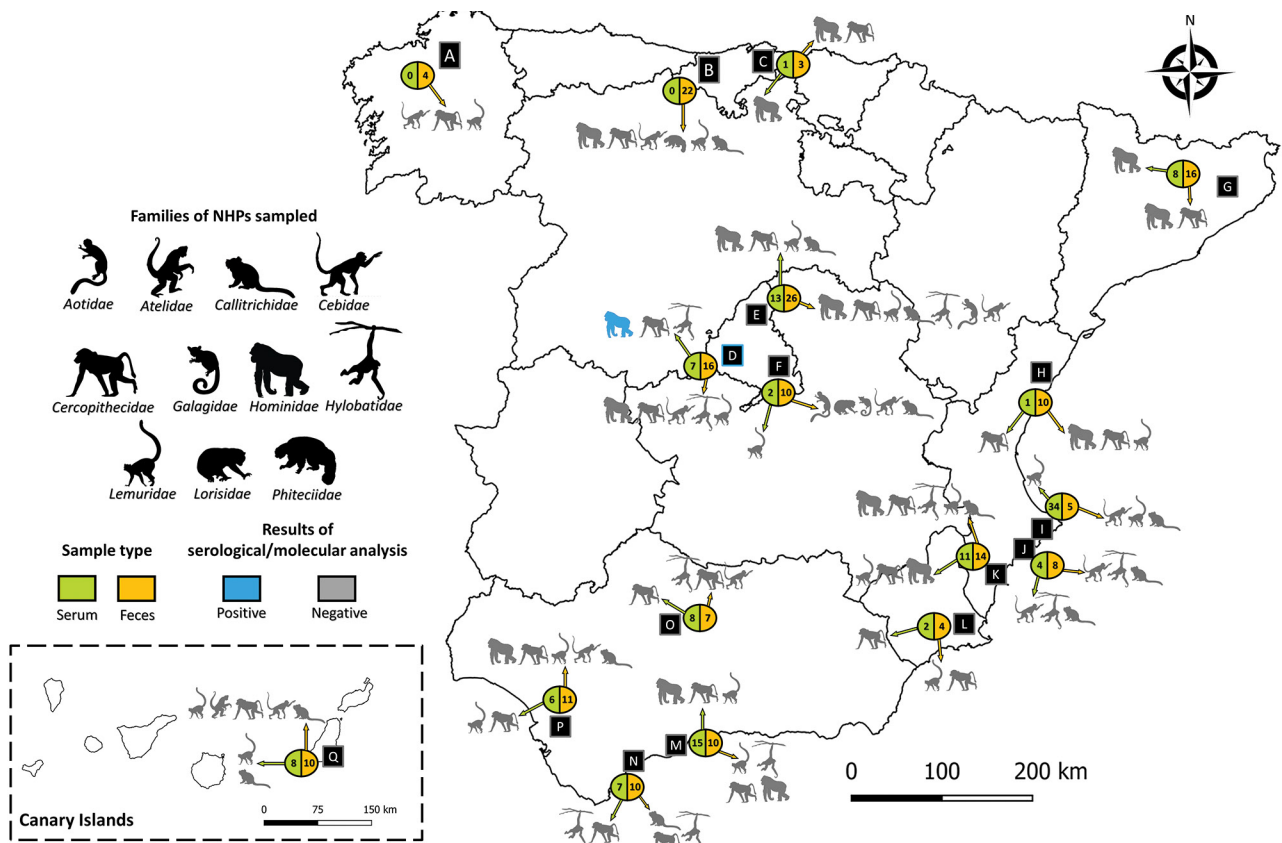 N
A
0 4
B
0 22
C
1 3
8 16
G
Families of NHPs sampled
Aotidae Atelidae Callitrichidae Cebidae
Cercopithecidae Galagidae Hominidae Hylobatidae
Lemuridae Lorisidae Phiteciidae
13 26
E
D
7 16
F
2 10
H
1 10
34 5
I
J
4 8
11 14
K
Sample type
Results of
serological/molecular analysis
Serum Feces
Positive Negative
O
8 7
2 4
L
6 11
P
M
15 10
N
7 10
Q
8 10
0 75 150 km
Canary Islands
0 100 200 km